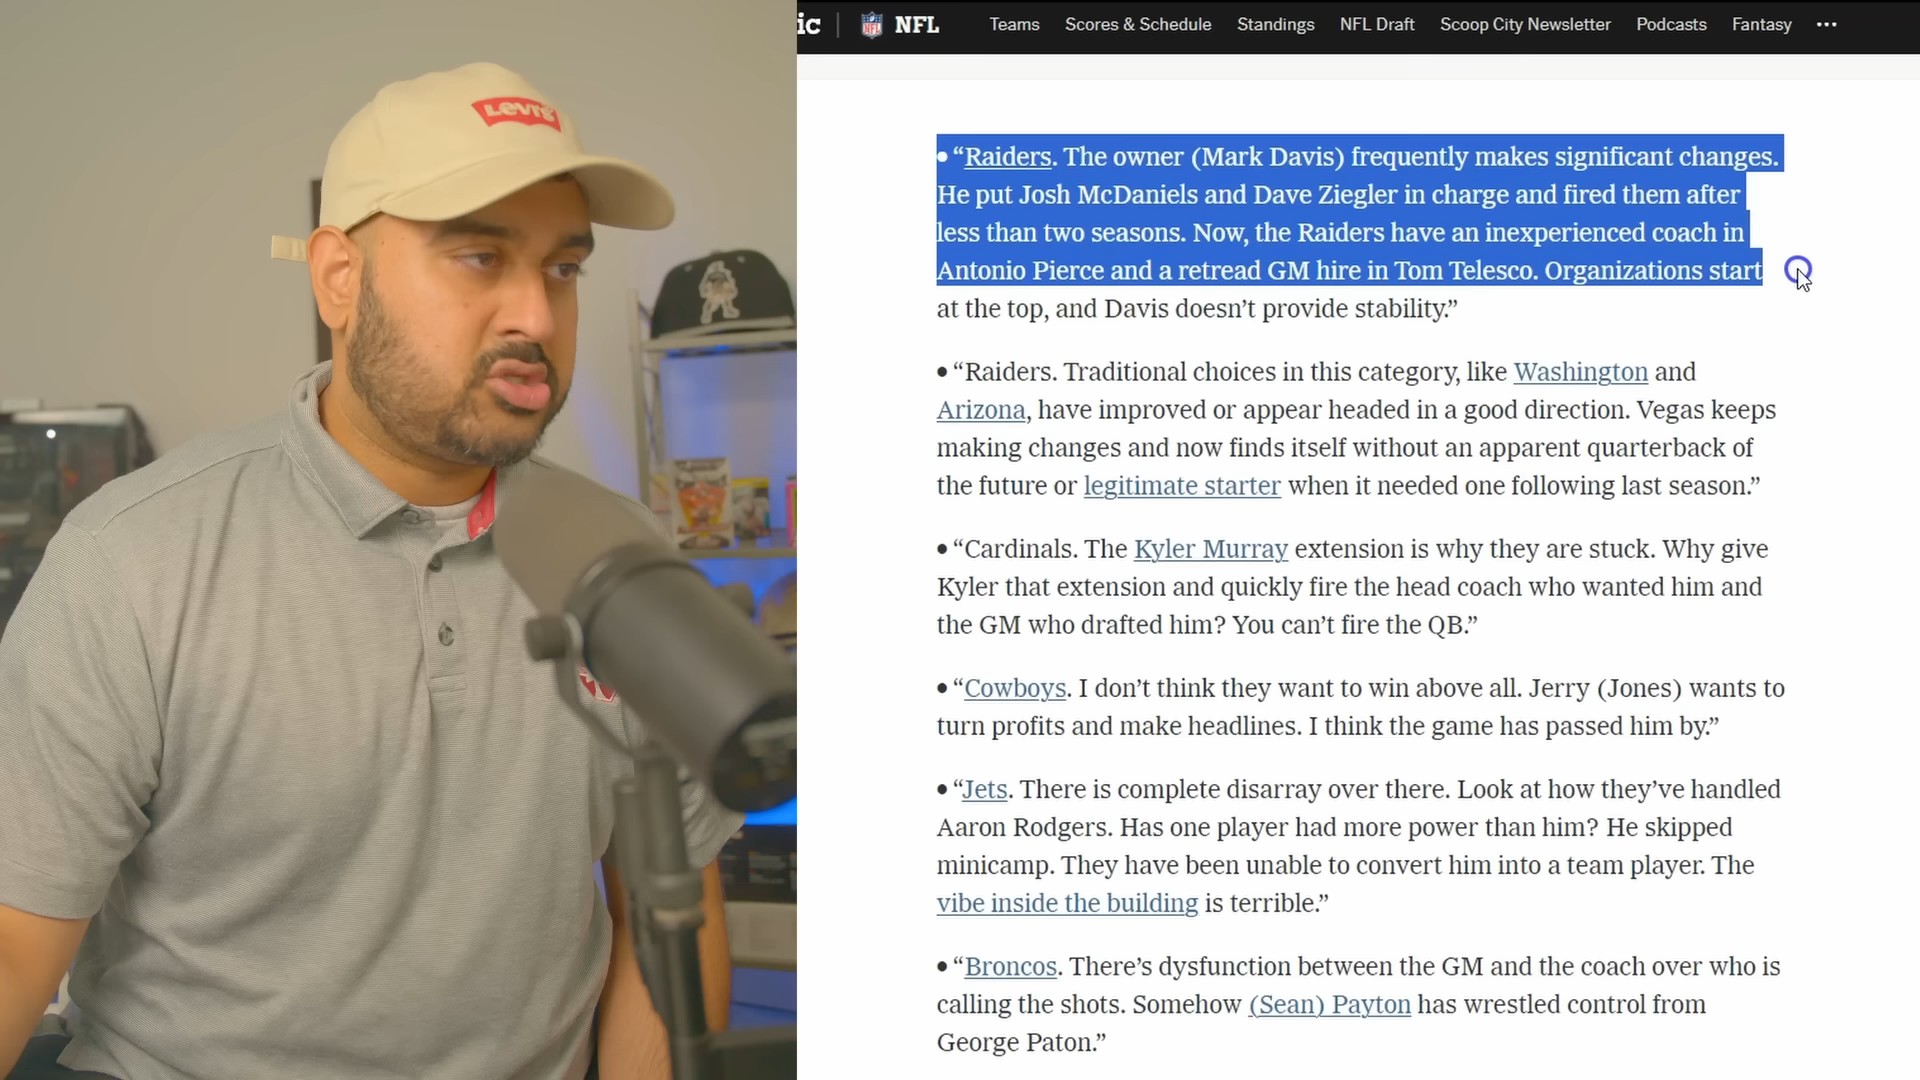 ic | NFL Teams Scores & Schedule Standings NFL Draft Scoop City Newsletter Podcasts Fantasy ...
Levi's
• “Raiders. The owner (Mark Davis) frequently makes significant changes.
He put Josh McDaniels and Dave Ziegler in charge and fired them after
less than two seasons. Now, the Raiders have an inexperienced coach in
Antonio Pierce and a retread GM hire in Tom Telesco. Organizations start
at the top, and Davis doesn’t provide stability.”
• “Raiders. Traditional choices in this category, like Washington and
Arizona, have improved or appear headed in a good direction. Vegas keeps
making changes and now finds itself without an apparent quarterback of
the future or legitimate starter when it needed one following last season.”
• “Cardinals. The Kyler Murray extension is why they are stuck. Why give
Kyler that extension and quickly fire the head coach who wanted him and
the GM who drafted him? You can’t fire the QB.”
• “Cowboys. I don’t think they want to win above all. Jerry (Jones) wants to
turn profits and make headlines. I think the game has passed him by.”
• “Jets. There is complete disarray over there. Look at how they’ve handled
Aaron Rodgers. Has one player had more power than him? He skipped
minicamp. They have been unable to convert him into a team player. The
vibe inside the building is terrible.”
• “Broncos. There’s dysfunction between the GM and the coach over who is
calling the shots. Somehow (Sean) Payton has wrestled control from
George Paton.”